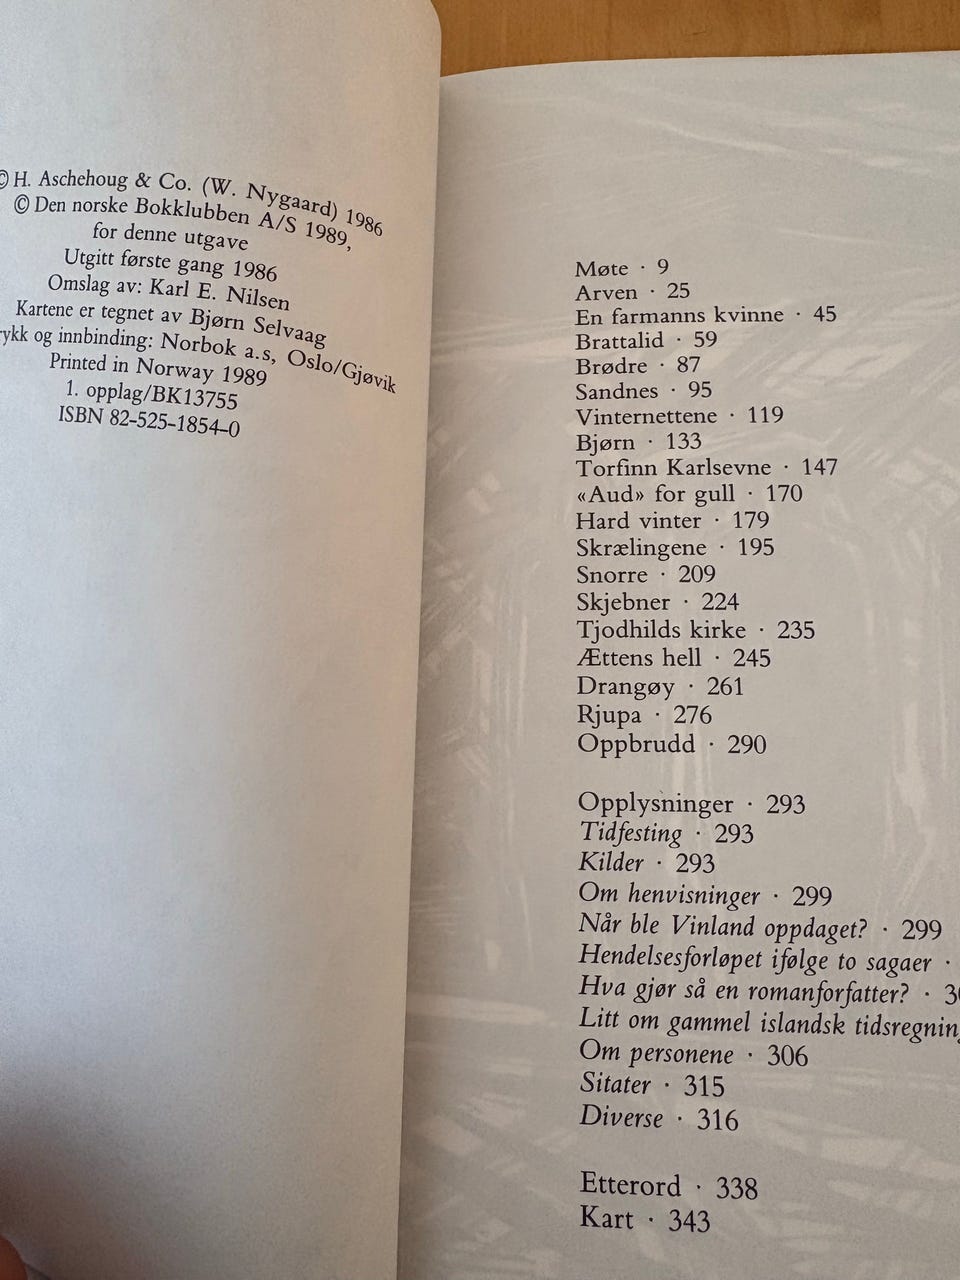 © H. Aschehoug & Co. (W. Nygaard) 1986
© Den norske Bokklubben A/S 1989,
for denne utgave
Utgitt første gang 1986
Omslag av: Karl E. Nilsen
Kartene er tegnet av Bjørn Selvaag
og innbinding: Norbok a.s, Oslo/Gjøvik
Printed in Norway 1989
1. opplag/BK13755
ISBN 82-525-1854-0
Møte · 9
Arven · 25
En farmanns kvinne · 45
Brattalid · 59
Brødre · 87
Sandnes · 95
Vinternettene · 119
Bjørn · 133
Torfinn Karlsevne · 147
«Aud» for gull · 170
Hard vinter · 179
Skrælingene · 195
Snorre · 209
Skjebner · 224
Tjodhilds kirke · 235
Ættens hell · 245
Drangøy · 261
Rjupa · 276
Oppbrudd · 290
Opplysninger · 293
Tidfesting · 293
Kilder · 293
Om henvisninger · 299
Når ble Vinland oppdaget? · 299
Hendelsesforløpet ifølge to sagaer ·
Hva gjør så en romanforfatter? ·
Litt om gammel islandsk
Om personene · 306
Sitater · 315
Diverse · 316
Etterord · 338
Kart · 343